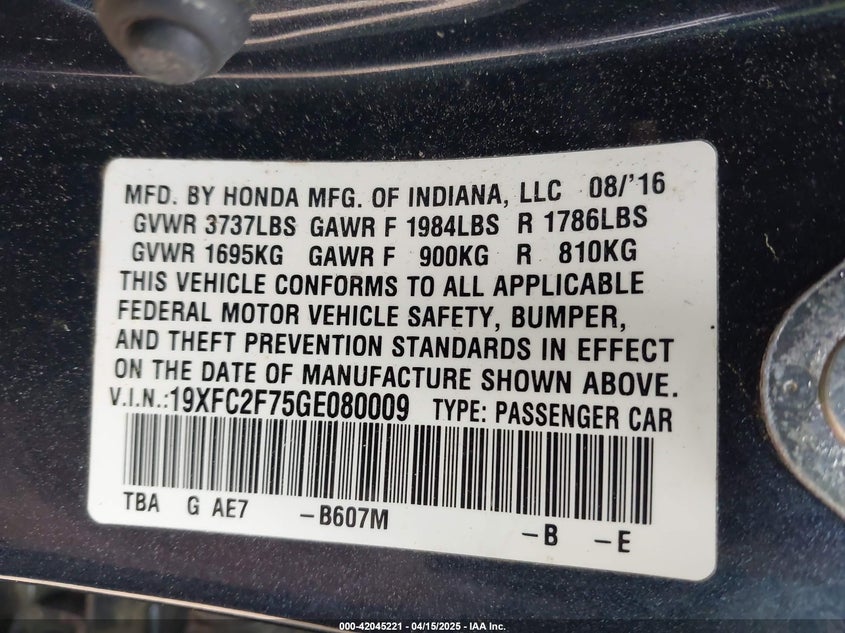 MFD. BY HONDA MFG. OF INDIANA, LLC 08/'16
GVWR 3737LBS GAWR F 1984LBS R 1786LBS
GVWR 1695KG GAWR F 900KG R 810KG
THIS VEHICLE CONFORMS TO ALL APPLICABLE
FEDERAL MOTOR VEHICLE SAFETY, BUMPER,
AND THEFT PREVENTION STANDARDS IN EFFECT
ON THE DATE OF MANUFACTURE SHOWN ABOVE.
V.I.N.:19XFC2F75GE080009 TYPE: PASSENGER CAR
TBA G AE7 -B607M -B -E
000-42045221 - 04/15/2025 - IAA Inc.